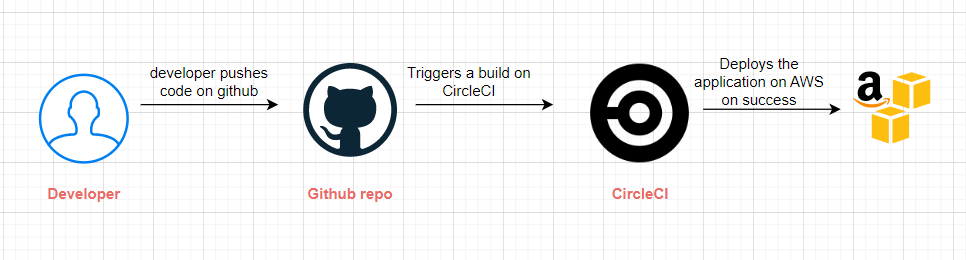 developer pushes
code on github
Triggers a build on
CircleCI
Deploys the
application on AWS
on success
a
Developer
Github repo
CircleCI